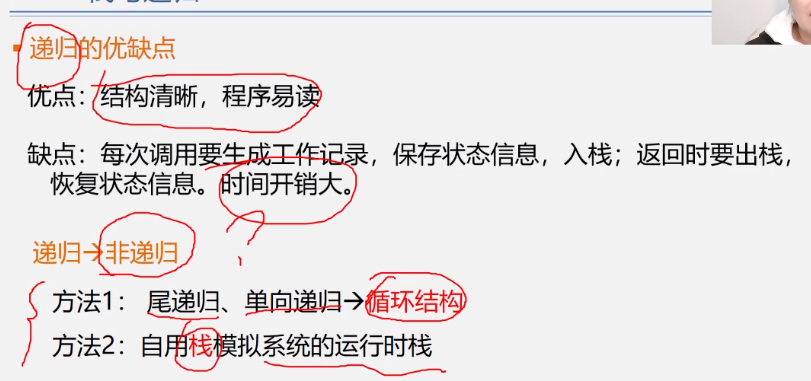 递归的优缺点
优点：结构清晰，程序易读
缺点：每次调用要生成工作记录，保存状态信息，入栈；返回时要出栈，
恢复状态信息。时间开销大。
递归→非递归
方法1： 尾递归、单向递归→循环结构
方法2：自用栈模拟系统的运行时栈